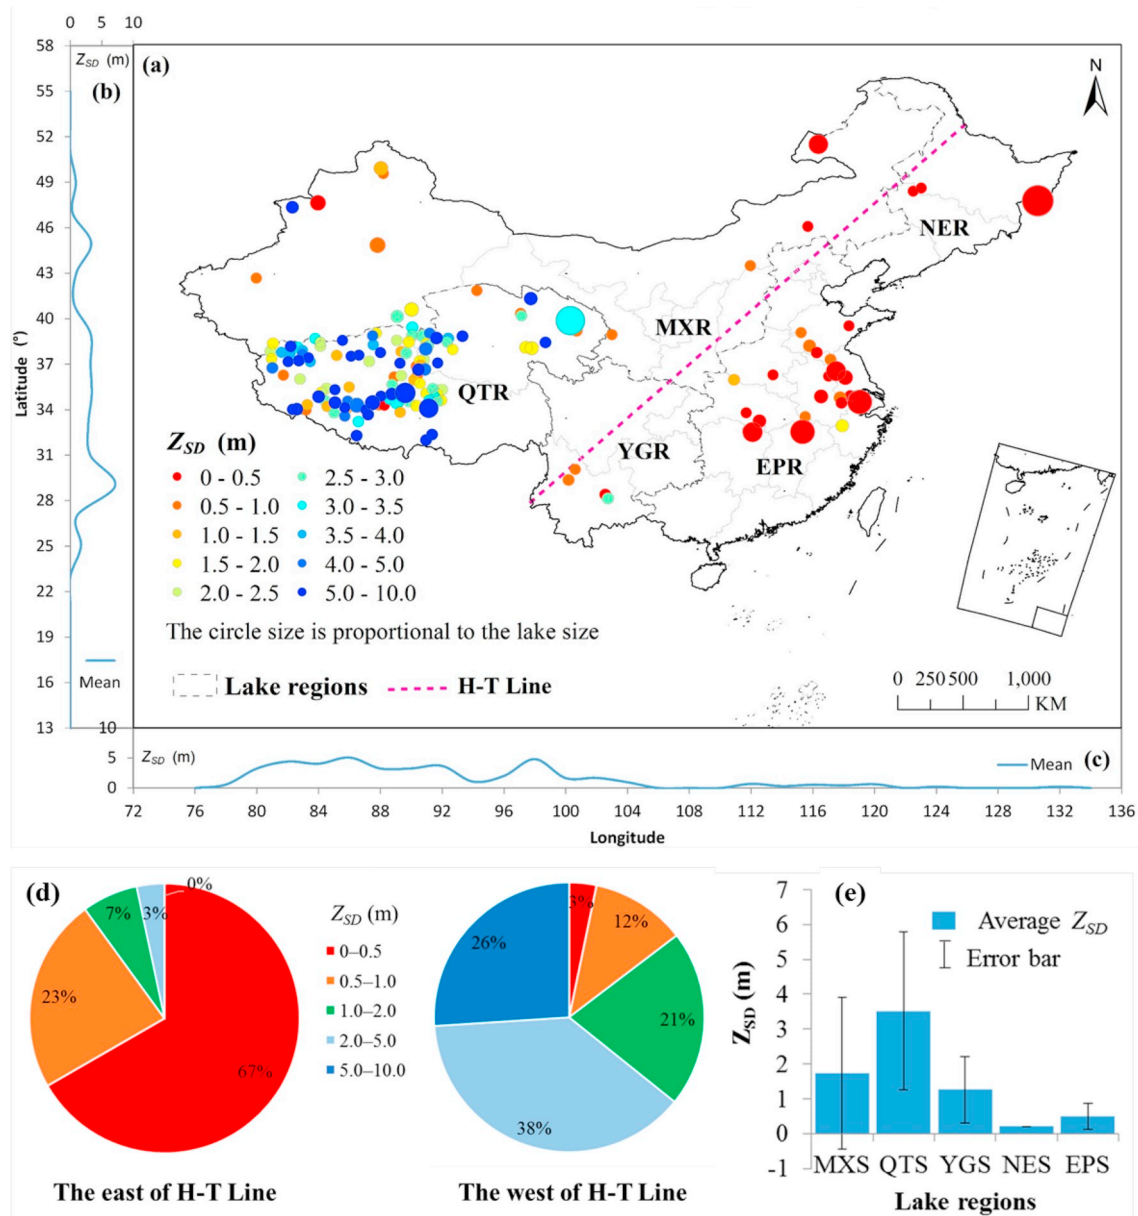 0 5 10
Z_SD (m)
(b)
58
55
52
49
46
43
40
37
34
31
28
25
22
19
16
13
Latitude (°)
Mean
(a)
N
NER
MXR
QTR
YGR
EPR
Z_SD (m)
0 - 0.5
0.5 - 1.0
1.0 - 1.5
1.5 - 2.0
2.0 - 2.5
2.5 - 3.0
3.0 - 3.5
3.5 - 4.0
4.0 - 5.0
5.0 - 10.0
The circle size is proportional to the lake size
Lake regions
H-T Line
0 250 500 1,000
KM
10
5
0
Z_SD (m)
Mean
(c)
72 76 80 84 88 92 96 100 104 108 112 116 120 124 128 132 136
Longitude
(d)
0%
7%
3%
23%
67%
The east of H-T Line
Z_SD (m)
0–0.5
0.5–1.0
1.0–2.0
2.0–5.0
5.0–10.0
3%
12%
26%
21%
38%
The west of H-T Line
(e)
7
6
5
4
3
2
1
0
-1
Z_SD (m)
Average Z_SD
Error bar
MXS QTS YGS NES EPS
Lake regions